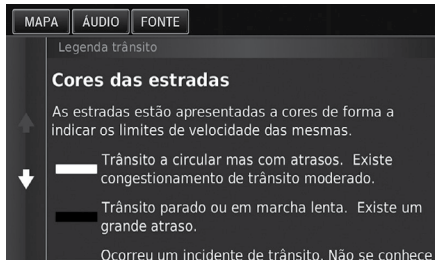 MAPA ÁUDIO FONTE
Legenda trânsito
Cores das estradas
As estradas estão apresentadas a cores de forma a
indicar os limites de velocidade das mesmas.
Trânsito a circular mas com atrasos. Existe
congestionamento de trânsito moderado.
Trânsito parado ou em marcha lenta. Existe um
grande atraso.
Ocorreu um incidente de trânsito. Não se conhece